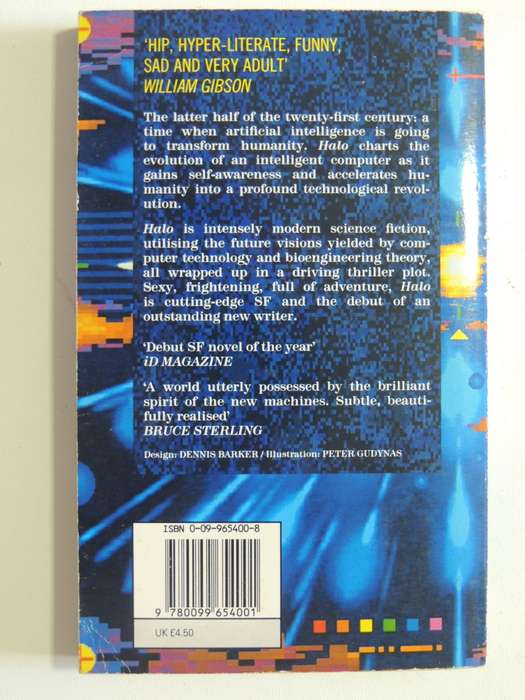 'HIP, HYPER-LITERATE, FUNNY,
SAD AND VERY ADULT'
WILLIAM GIBSON
The latter half of the twenty-first century: a
time when artificial intelligence is going
to transform humanity. Halo charts the
evolution of an intelligent computer as it
gains self-awareness and accelerates hu-
manity into a profound technological revol-
ution.
Halo is intensely modern science fiction,
utilising the future visions yielded by com-
puter technology and bioengineering theory,
all wrapped up in a driving thriller plot.
Sexy, frightening, full of adventure, Halo
is cutting-edge SF and the debut of an
outstanding new writer.
'Debut SF novel of the year'
iD MAGAZINE
'A world utterly possessed by the brilliant
spirit of the new machines. Subtle, beauti-
fully realised'
BRUCE STERLING
Design: DENNIS BARKER / Illustration: PETER GUDYNAS
ISBN 0-09-965400-8
9 780099 654001
UK £4.50